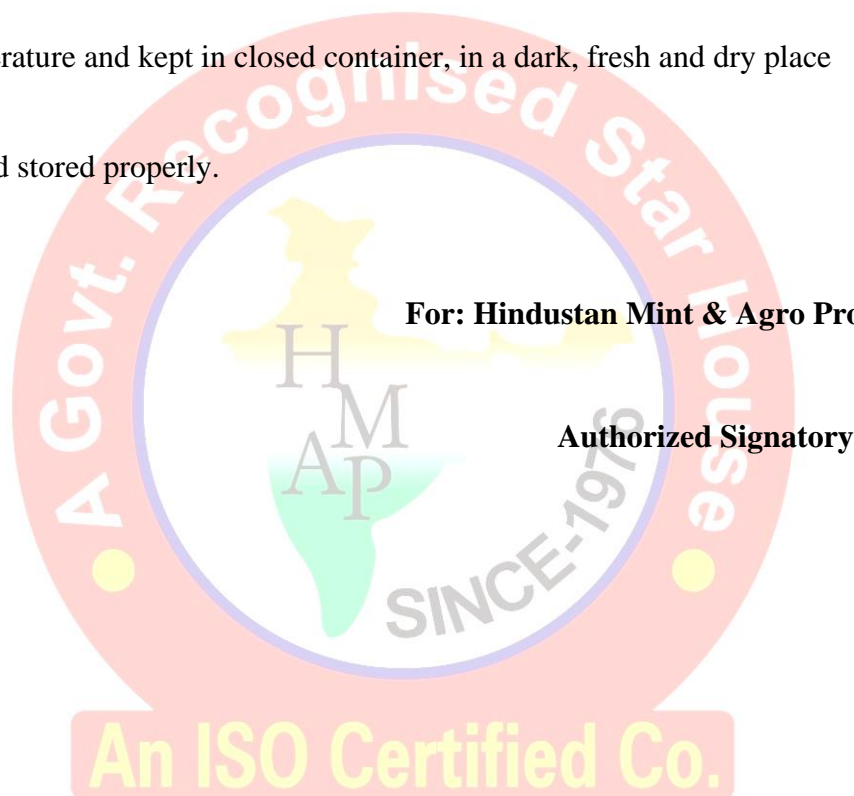 rature and kept in closed container, in a dark, fresh and dry place
d stored properly.
For: Hindustan Mint & Agro Pro
Authorized Signatory
A Govt. Recognised Star House
H
M
A
P
SINCE-1976
An ISO Certified Co.